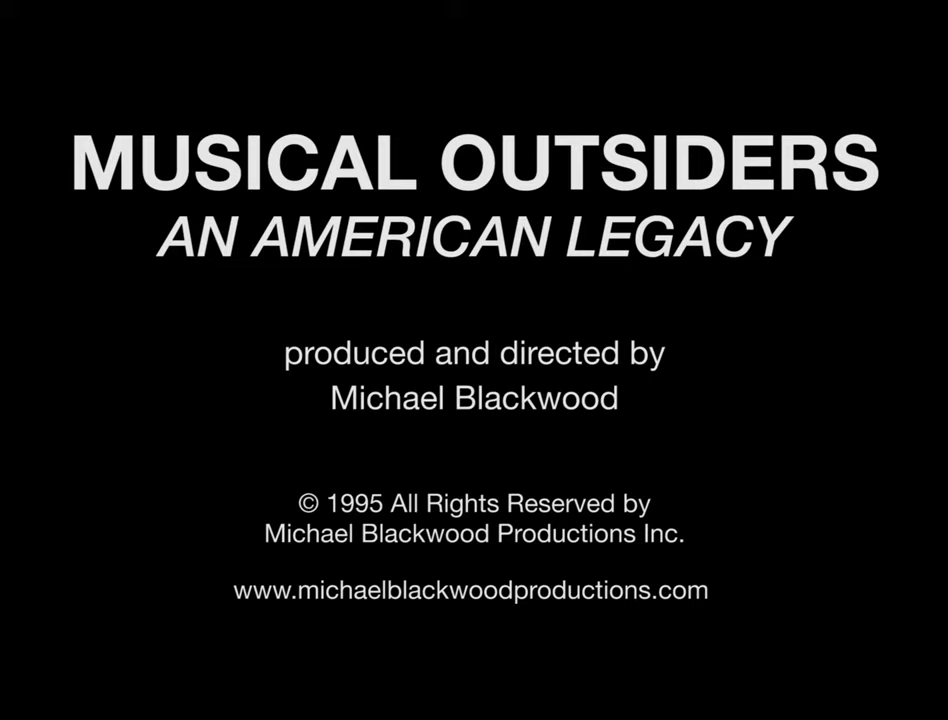 MUSICAL OUTSIDERS
AN AMERICAN LEGACY
produced and directed by
Michael Blackwood
© 1995 All Rights Reserved by
Michael Blackwood Productions Inc.
www.michaelblackwoodproductions.com